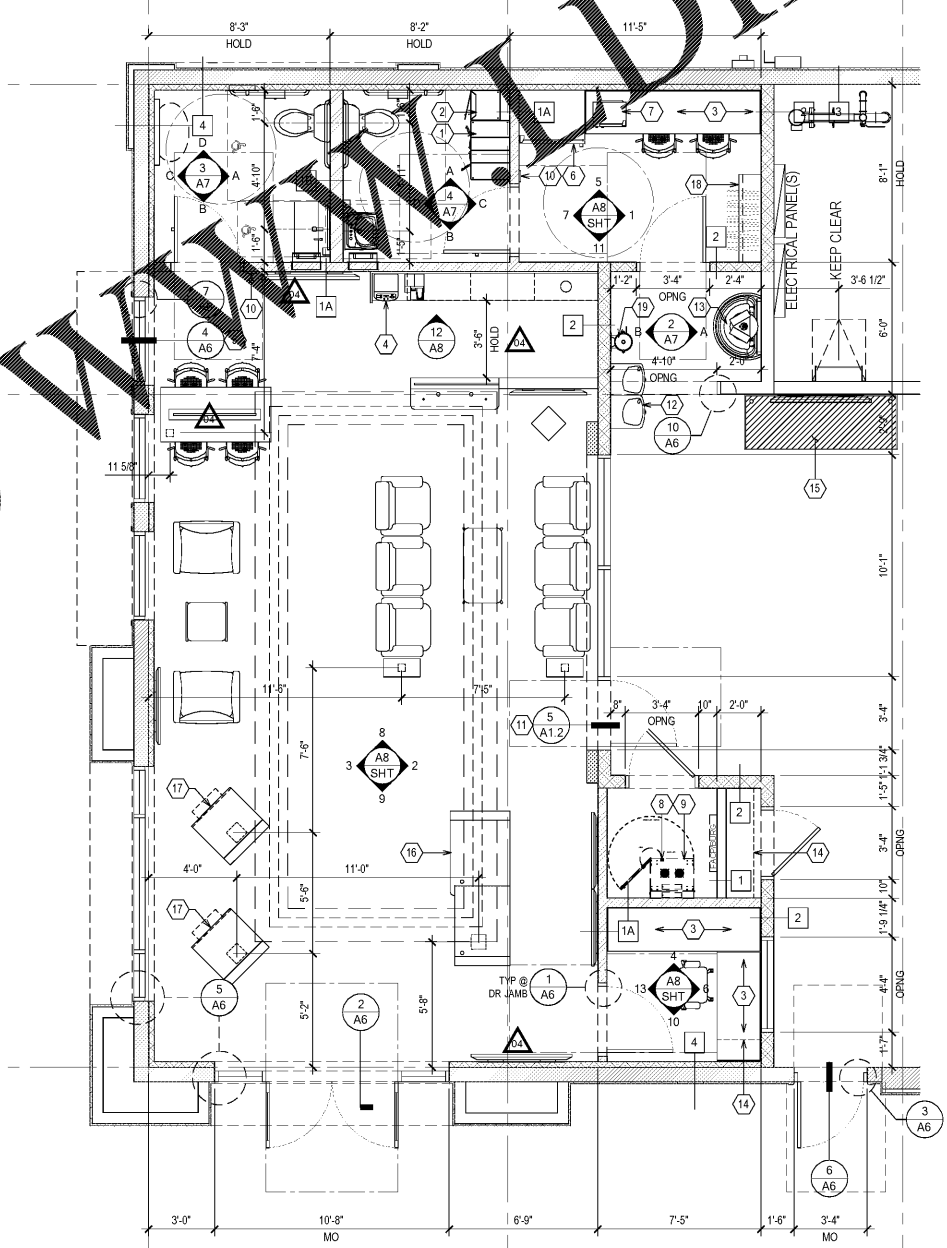 8'-3"
HOLD
8'-2"
HOLD
11'-5"
WWW.LD
4
D
3
A7
C
A
B
1'-6"
4'-10"
1'-6"
2
1
1A
7
3
10
6
A
4
A7
C
B
5
7
A8
SHT
1
11
18
2
ELECTRICAL PANEL(S)
KEEP CLEAR
8'-1"
HOLD
7
10
4
A6
7'-4"
04
1A
4
12
A8
3'-6"
HOLD
04
2
1'-2"
3'-4"
OPNG
2'-4"
3'-6 1/2"
19
13
B
2
A7
A
6'-0"
4'-10"
OPNG
2'-0"
12
10
A6
15
04
11 5/8"
10'-1"
11'-6"
7'-5"
11
5
A1.2
8"
3'-4"
OPNG
10"
2'-0"
3'-4"
1'-1 3/4"
7'-6"
8
3
A8
SHT
2
9
17
16
8
9
2
1
14
1'-5"
3'-4"
OPNG
10"
4'-0"
11'-0"
5'-6"
17
1A
3
2
1'-9 1/4"
TYP @
DR JAMB
1
A6
4
13
A8
SHT
6
10
3
4'-4"
OPNG
5
A6
2
A6
5'-2"
5'-8"
04
4
14
1'-7"
3
A6
6
A6
3'-0"
10'-8"
MO
6'-9"
7'-5"
1'-6"
3'-4"
MO